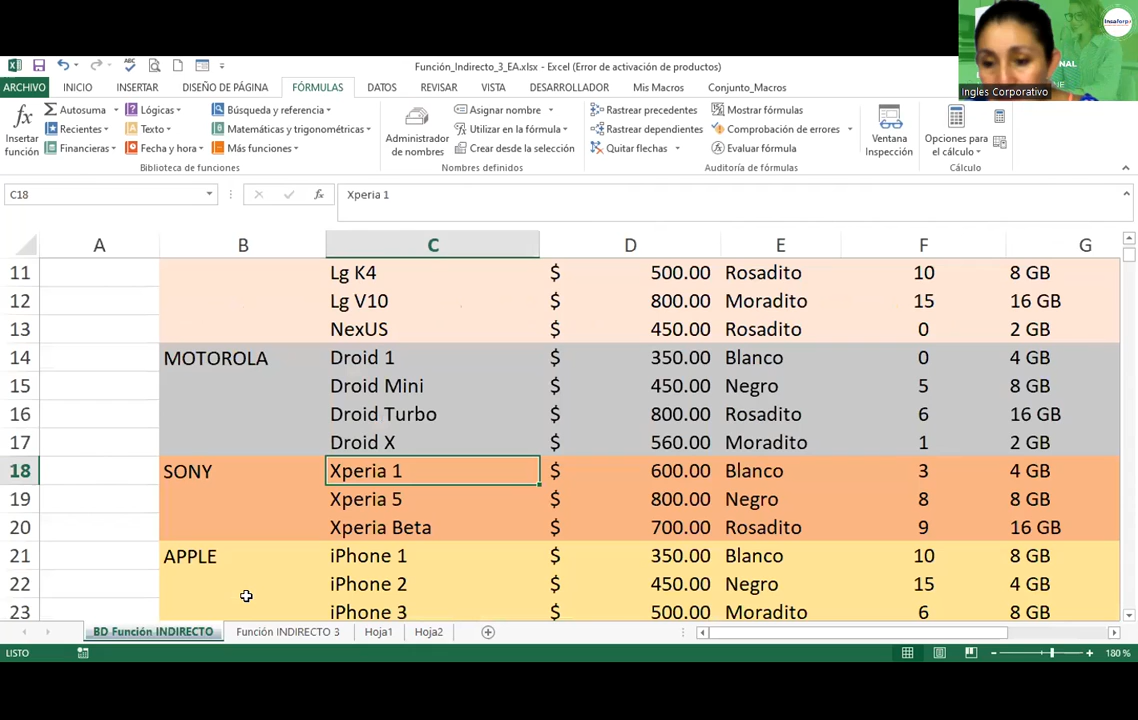 Función_Indirecto_3_EA.xlsx - Excel (Error de activación de productos)
Insaforp
NAL
UE
Ingles Corporativo
ARCHIVO INICIO INSERTAR DISEÑO DE PÁGINA FÓRMULAS DATOS REVISAR VISTA DESARROLLADOR Mis Macros Conjunto_Macros
fx Insertar función
Autosuma Lógicas Búsqueda y referencia
Recientes Texto Matemáticas y trigonométricas
Financieras Fecha y hora Más funciones
Biblioteca de funciones
Administrador de nombres
Asignar nombre
Utilizar en la fórmula
Crear desde la selección
Nombres definidos
Rastrear precedentes Mostrar fórmulas
Rastrear dependientes Comprobación de errores
Quitar flechas Evaluar fórmula
Auditoría de fórmulas
Ventana Inspección
Opciones para el cálculo
Cálculo
C18 fx Xperia 1
A B C D E F G
11 Lg K4 $ 500.00 Rosadito 10 8 GB
12 Lg V10 $ 800.00 Moradito 15 16 GB
13 NexUS $ 450.00 Rosadito 0 2 GB
14 MOTOROLA Droid 1 $ 350.00 Blanco 0 4 GB
15 Droid Mini $ 450.00 Negro 5 8 GB
16 Droid Turbo $ 800.00 Rosadito 6 16 GB
17 Droid X $ 560.00 Moradito 1 2 GB
18 SONY Xperia 1 $ 600.00 Blanco 3 4 GB
19 Xperia 5 $ 800.00 Negro 8 8 GB
20 Xperia Beta $ 700.00 Rosadito 9 16 GB
21 APPLE iPhone 1 $ 350.00 Blanco 10 8 GB
22 iPhone 2 $ 450.00 Negro 15 4 GB
23 iPhone 3 $ 500.00 Moradito 6 8 GB
BD Función INDIRECTO Función INDIRECTO 3 Hoja1 Hoja2
LISTO 180 %